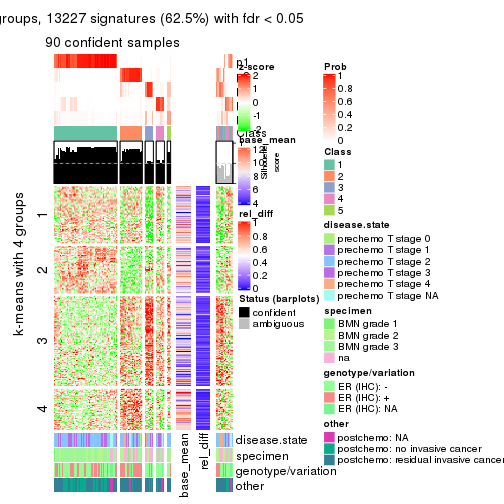 groups, 13227 signatures (62.5%) with fdr < 0.05
90 confident samples
p1
Class
Silhouette
score
k-means with 4 groups
1
2
3
4
base_mean
rel_diff
disease.state
specimen
genotype/variation
other
z-score
2
1
0
-1
-2
base_mean
12
10
8
6
4
rel_diff
1
0.8
0.6
0.4
0.2
0
Status (barplots)
confident
ambiguous
Prob
1
0.8
0.6
0.4
0.2
0
Class
1
2
3
4
5
disease.state
prechemo T stage 0
prechemo T stage 1
prechemo T stage 2
prechemo T stage 3
prechemo T stage 4
prechemo T stage NA
specimen
BMN grade 1
BMN grade 2
BMN grade 3
na
genotype/variation
ER (IHC): -
ER (IHC): +
ER (IHC): NA
other
postchemo: NA
postchemo: no invasive cancer
postchemo: residual invasive cancer